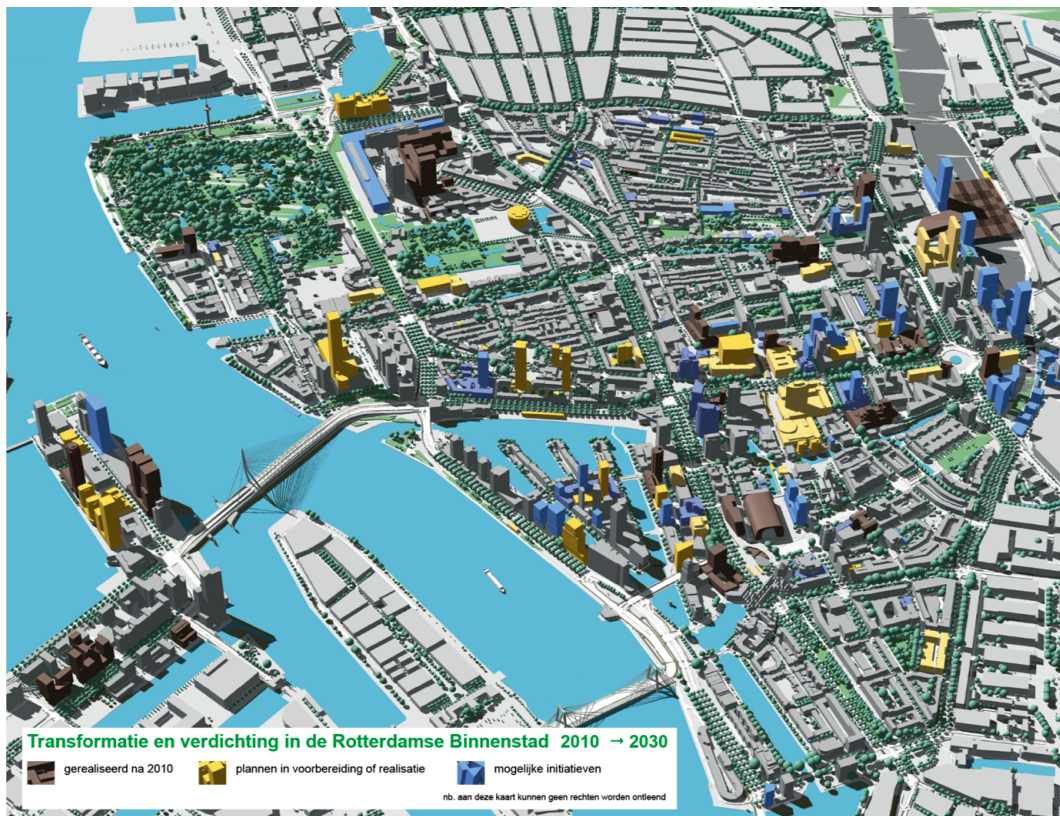 Transformatie en verdichting in de Rotterdamse Binnenstad 2010 → 2030
gerealiseerd na 2010
plannen in voorbereiding of realisatie
mogelijke initiatieven
nb. aan deze kaart kunnen geen rechten worden ontleend